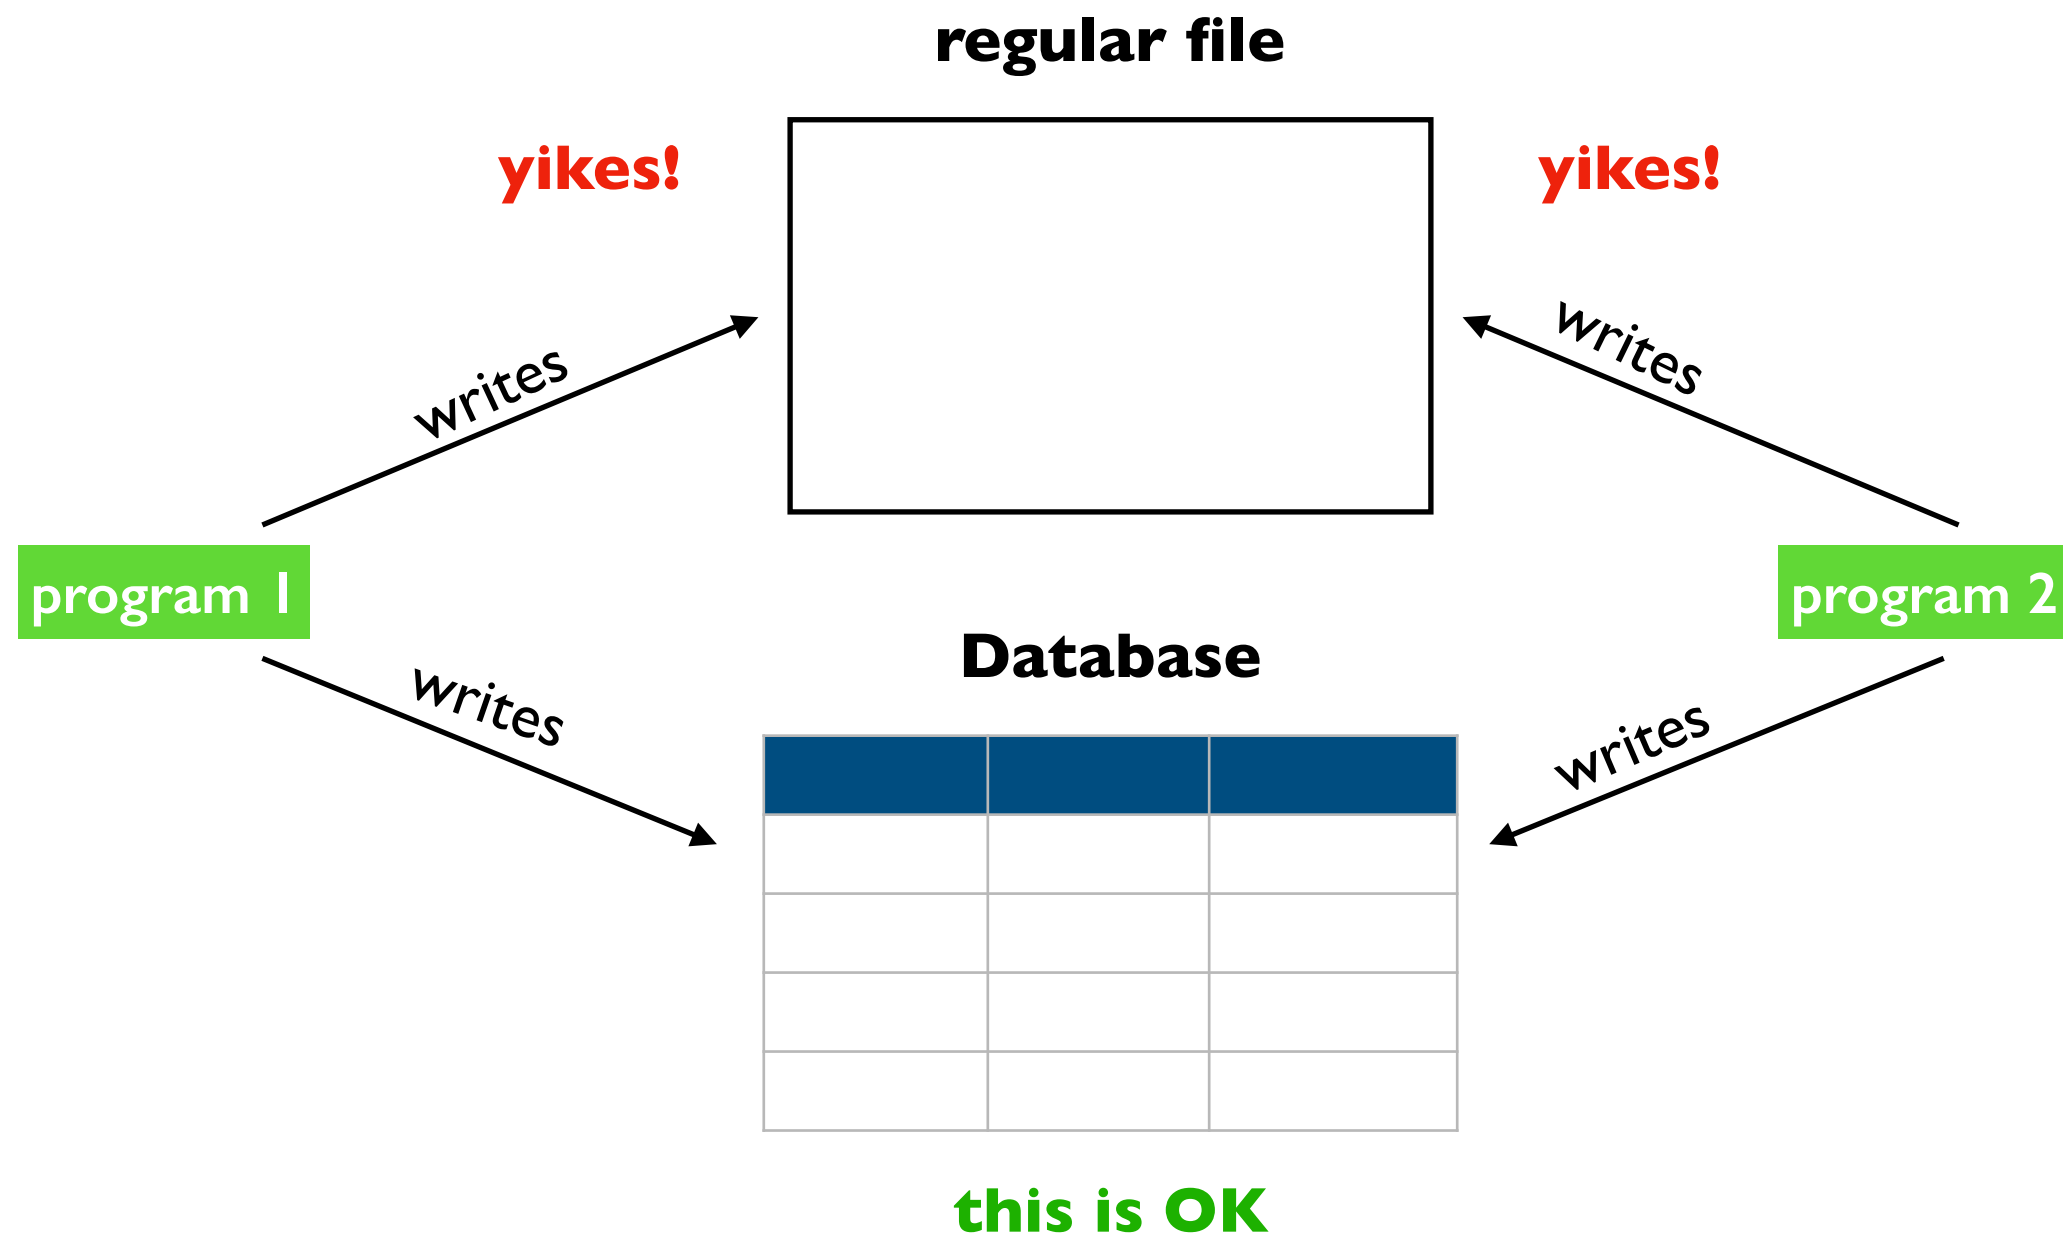 regular file
yikes!
yikes!
writes
writes
program 1
program 2
Database
writes
writes
this is OK